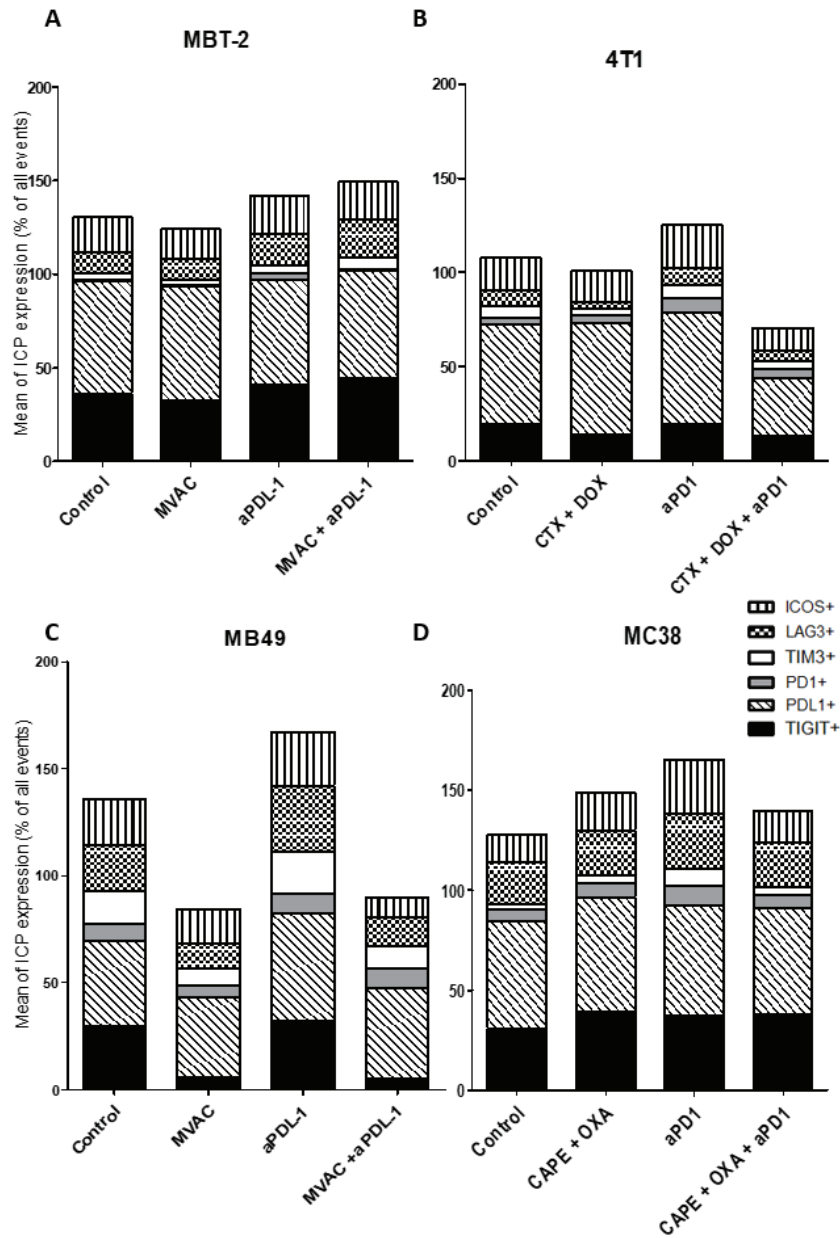 A
MBT-2
Mean of ICP expression (% of all events)
200
150
100
50
0
Control
MVAC
aPDL-1
MVAC + aPDL-1
B
4T1
200
150
100
50
0
Control
CTX + DOX
aPD1
CTX + DOX + aPD1
C
MB49
Mean of ICP expression (% of all events)
200
150
100
50
0
Control
MVAC
aPDL-1
MVAC +a PDL-1
D
MC38
200
150
100
50
0
Control
CAPE + OXA
aPD1
CAPE + OXA + aPD1
ICOS+
LAG3+
TIM3+
PD1+
PDL1+
TIGIT+